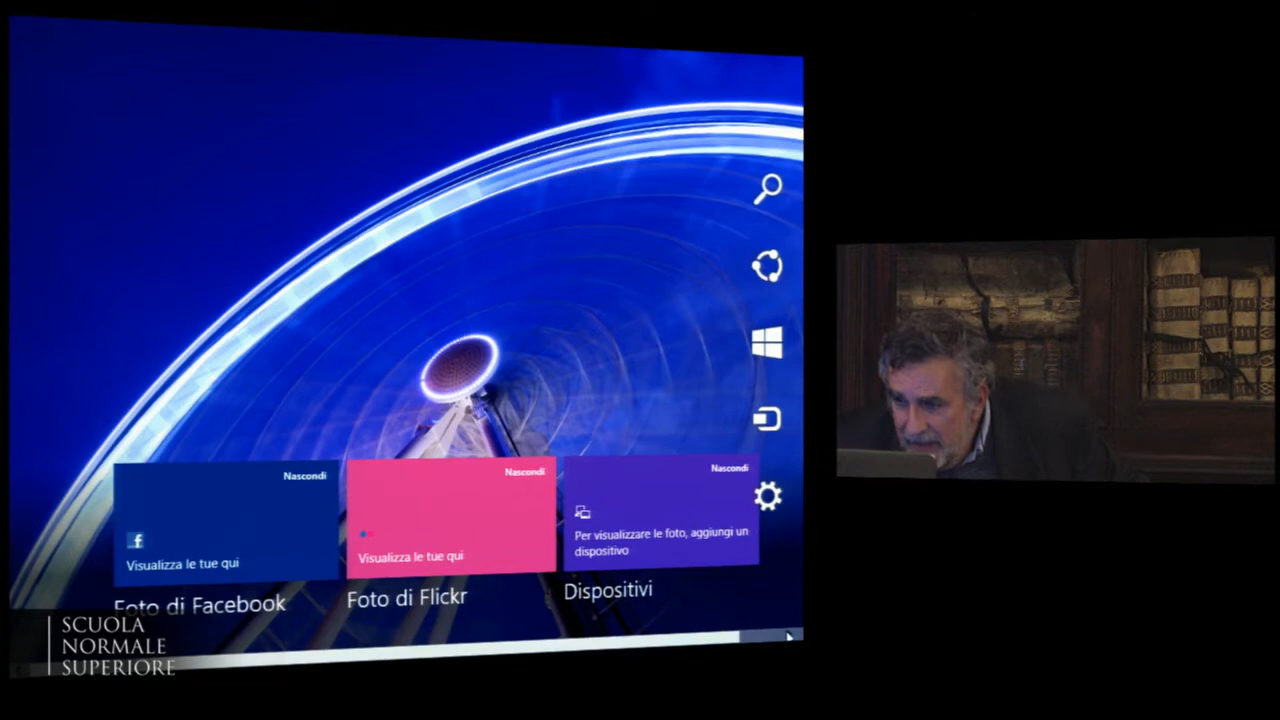 Nascondi
Visualizza le tue qui
Foto di Facebook
Nascondi
Visualizza le tue qui
Foto di Flickr
Nascondi
Per visualizzare le foto, aggiungi un
dispositivo
Dispositivi
SCUOLA
NORMALE
SUPERIORE